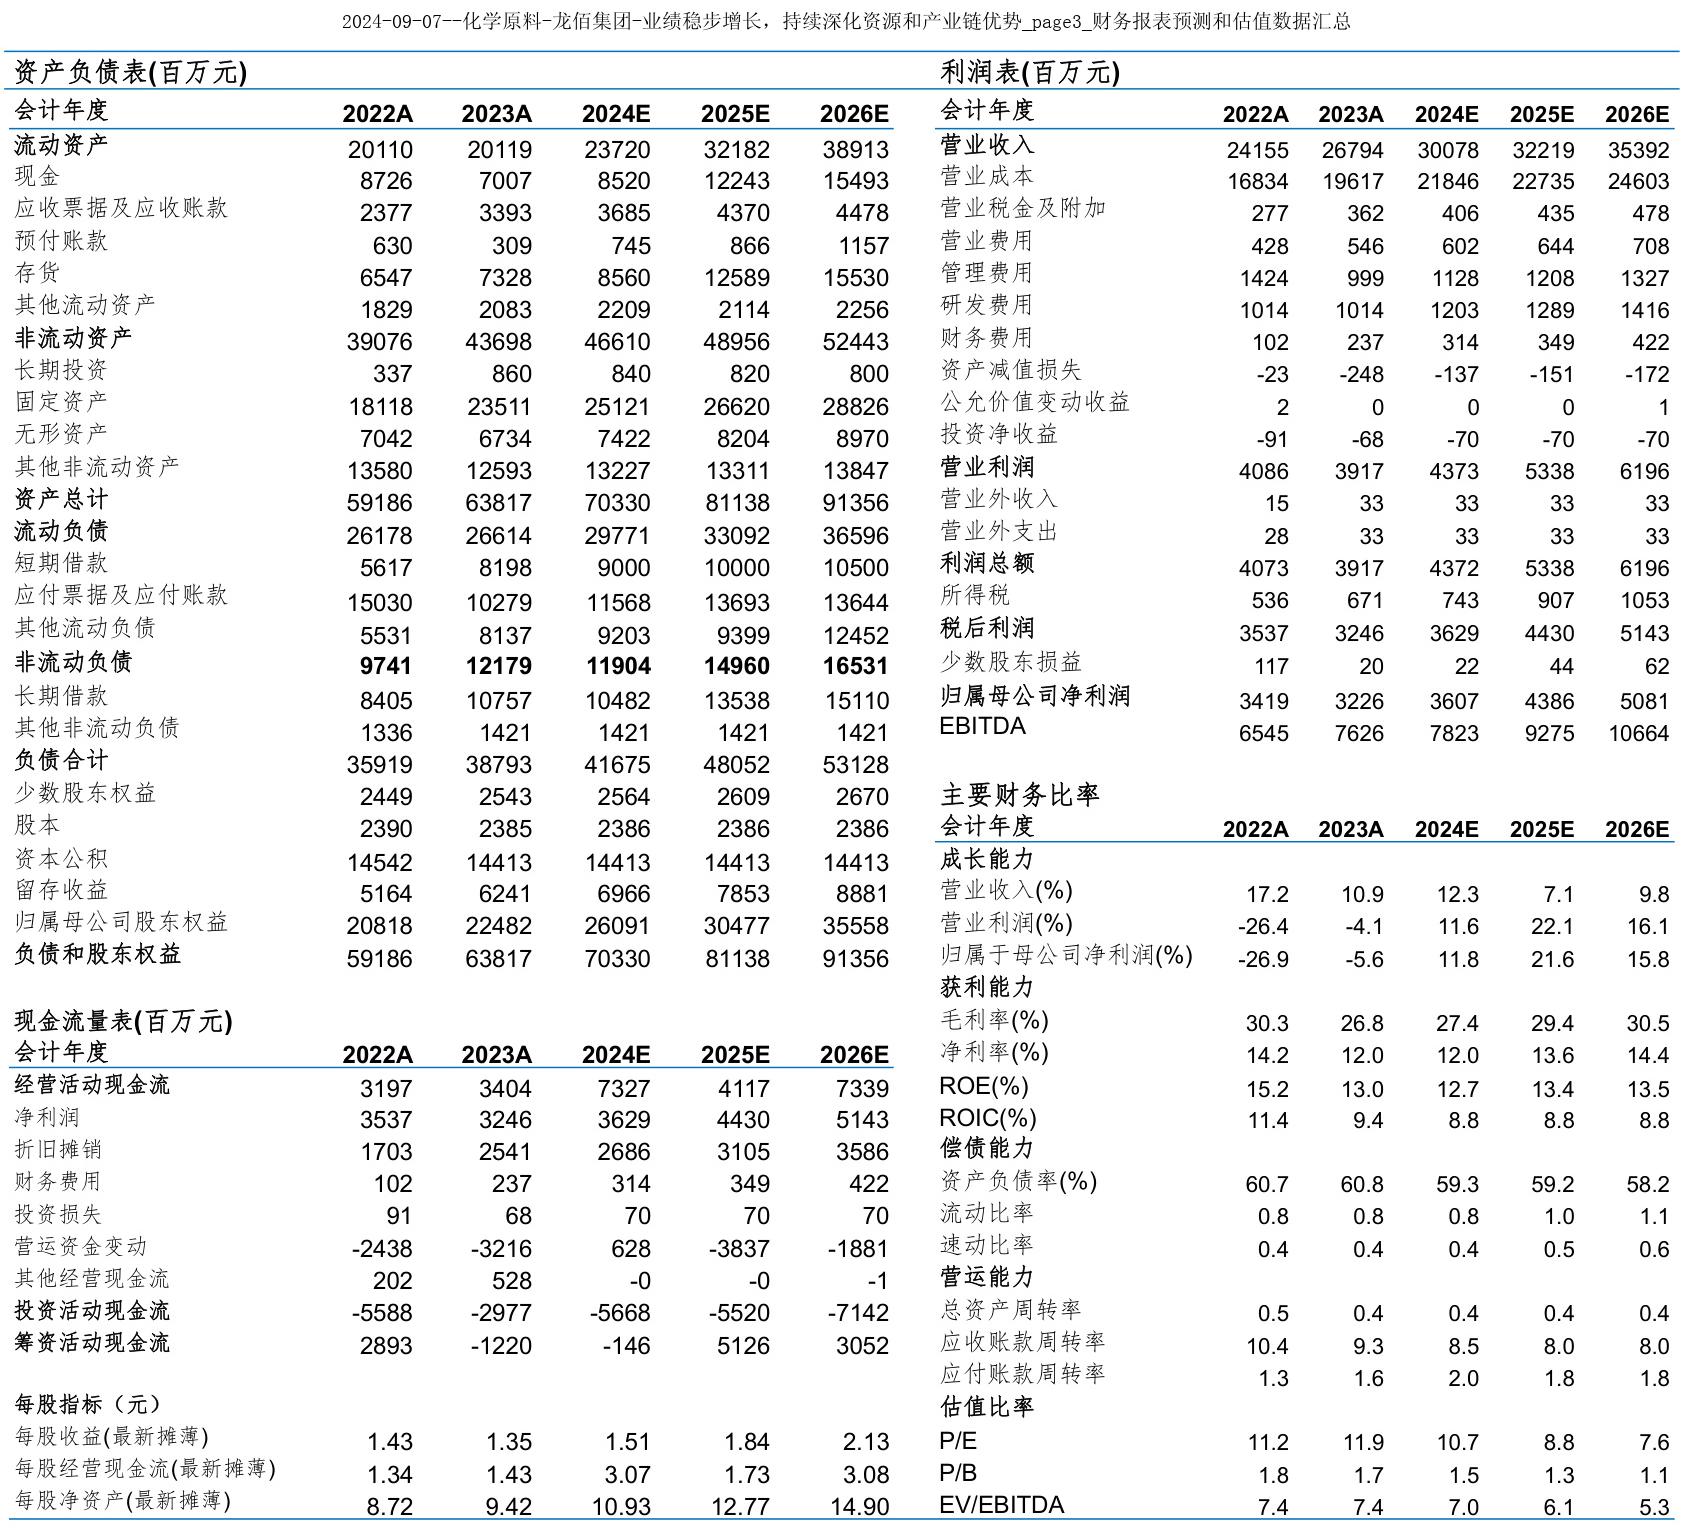 2024-09-07--化学原料-龙佰集团-业绩稳步增长，持续深化资源和产业链优势_page3_财务报表预测和估值数据汇总
资产负债表(百万元)
会计年度 2022A 2023A 2024E 2025E 2026E
流动资产 20110 20119 23720 32182 38913
现金 8726 7007 8520 12243 15493
应收票据及应收账款 2377 3393 3685 4370 4478
预付账款 630 309 745 866 1157
存货 6547 7328 8560 12589 15530
其他流动资产 1829 2083 2209 2114 2256
非流动资产 39076 43698 46610 48956 52443
长期投资 337 860 840 820 800
固定资产 18118 23511 25121 26620 28826
无形资产 7042 6734 7422 8204 8970
其他非流动资产 13580 12593 13227 13311 13847
资产总计 59186 63817 70330 81138 91356
流动负债 26178 26614 29771 33092 36596
短期借款 5617 8198 9000 10000 10500
应付票据及应付账款 15030 10279 11568 13693 13644
其他流动负债 5531 8137 9203 9399 12452
非流动负债 9741 12179 11904 14960 16531
长期借款 8405 10757 10482 13538 15110
其他非流动负债 1336 1421 1421 1421 1421
负债合计 35919 38793 41675 48052 53128
少数股东权益 2449 2543 2564 2609 2670
股本 2390 2385 2386 2386 2386
资本公积 14542 14413 14413 14413 14413
留存收益 5164 6241 6966 7853 8881
归属母公司股东权益 20818 22482 26091 30477 35558
负债和股东权益 59186 63817 70330 81138 91356
现金流量表(百万元)
会计年度 2022A 2023A 2024E 2025E 2026E
经营活动现金流 3197 3404 7327 4117 7339
净利润 3537 3246 3629 4430 5143
折旧摊销 1703 2541 2686 3105 3586
财务费用 102 237 314 349 422
投资损失 91 68 70 70 70
营运资金变动 -2438 -3216 628 -3837 -1881
其他经营现金流 202 528 -0 -0 -1
投资活动现金流 -5588 -2977 -5668 -5520 -7142
筹资活动现金流 2893 -1220 -146 5126 3052
每股指标（元）
每股收益(最新摊薄) 1.43 1.35 1.51 1.84 2.13
每股经营现金流(最新摊薄) 1.34 1.43 3.07 1.73 3.08
每股净资产(最新摊薄) 8.72 9.42 10.93 12.77 14.90
利润表(百万元)
会计年度 2022A 2023A 2024E 2025E 2026E
营业收入 24155 26794 30078 32219 35392
营业成本 16834 19617 21846 22735 24603
营业税金及附加 277 362 406 435 478
营业费用 428 546 602 644 708
管理费用 1424 999 1128 1208 1327
研发费用 1014 1014 1203 1289 1416
财务费用 102 237 314 349 422
资产减值损失 -23 -248 -137 -151 -172
公允价值变动收益 2 0 0 0 1
投资净收益 -91 -68 -70 -70 -70
营业利润 4086 3917 4373 5338 6196
营业外收入 15 33 33 33 33
营业外支出 28 33 33 33 33
利润总额 4073 3917 4372 5338 6196
所得税 536 671 743 907 1053
税后利润 3537 3246 3629 4430 5143
少数股东损益 117 20 22 44 62
归属母公司净利润 3419 3226 3607 4386 5081
EBITDA 6545 7626 7823 9275 10664
主要财务比率
会计年度 2022A 2023A 2024E 2025E 2026E
成长能力
营业收入(%) 17.2 10.9 12.3 7.1 9.8
营业利润(%) -26.4 -4.1 11.6 22.1 16.1
归属于母公司净利润(%) -26.9 -5.6 11.8 21.6 15.8
获利能力
毛利率(%) 30.3 26.8 27.4 29.4 30.5
净利率(%) 14.2 12.0 12.0 13.6 14.4
ROE(%) 15.2 13.0 12.7 13.4 13.5
ROIC(%) 11.4 9.4 8.8 8.8 8.8
偿债能力
资产负债率(%) 60.7 60.8 59.3 59.2 58.2
流动比率 0.8 0.8 0.8 1.0 1.1
速动比率 0.4 0.4 0.4 0.5 0.6
营运能力
总资产周转率 0.5 0.4 0.4 0.4 0.4
应收账款周转率 10.4 9.3 8.5 8.0 8.0
应付账款周转率 1.3 1.6 2.0 1.8 1.8
估值比率
P/E 11.2 11.9 10.7 8.8 7.6
P/B 1.8 1.7 1.5 1.3 1.1
EV/EBITDA 7.4 7.4 7.0 6.1 5.3